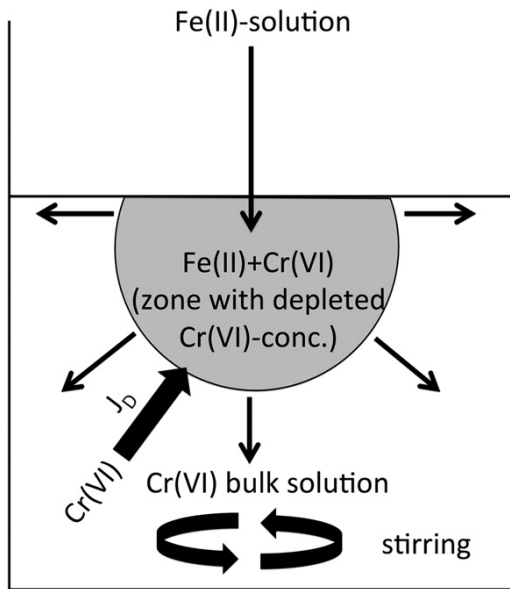 Fe(II)-solution
Fe(II)+Cr(VI)
(zone with depleted
Cr(VI)-conc.)
J_D
Cr(VI)
Cr(VI) bulk solution
stirring